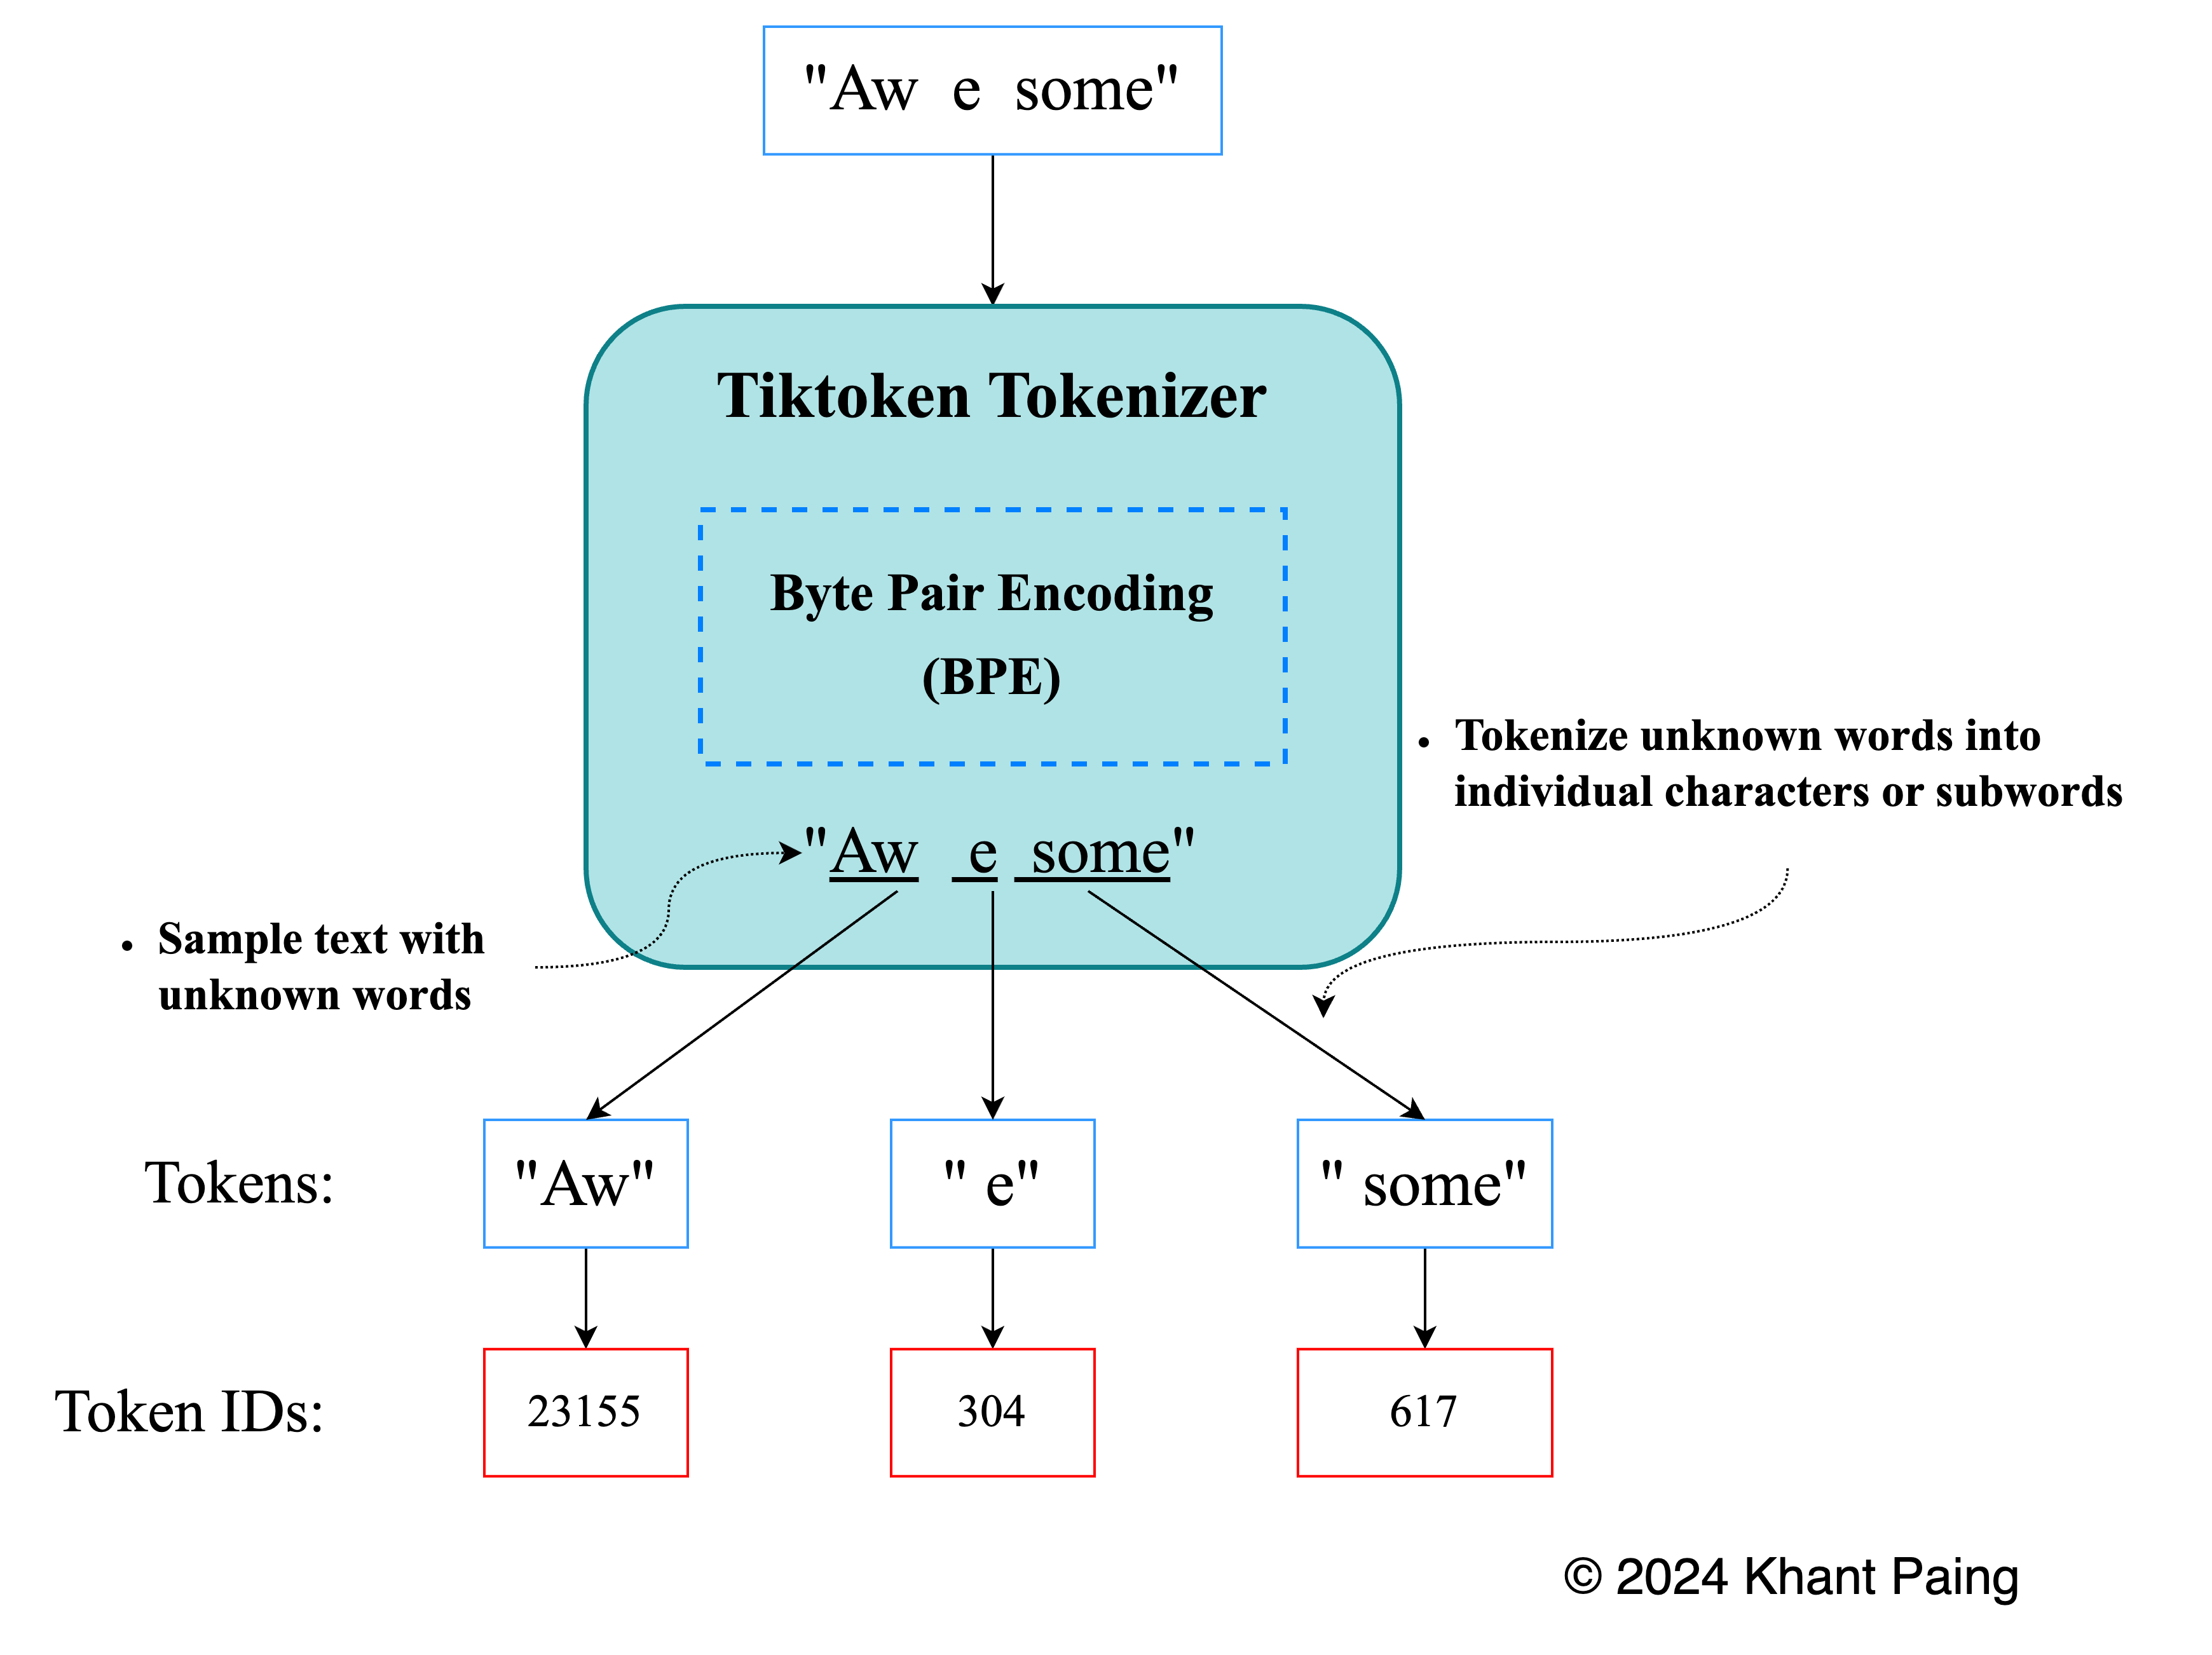 "Aw  e  some"
Tiktoken Tokenizer
Byte Pair Encoding
(BPE)
• Tokenize unknown words into
individual characters or subwords
"Aw  e  some"
• Sample text with
unknown words
Tokens: "Aw" " e" " some"
Token IDs: 23155 304 617
© 2024 Khant Paing